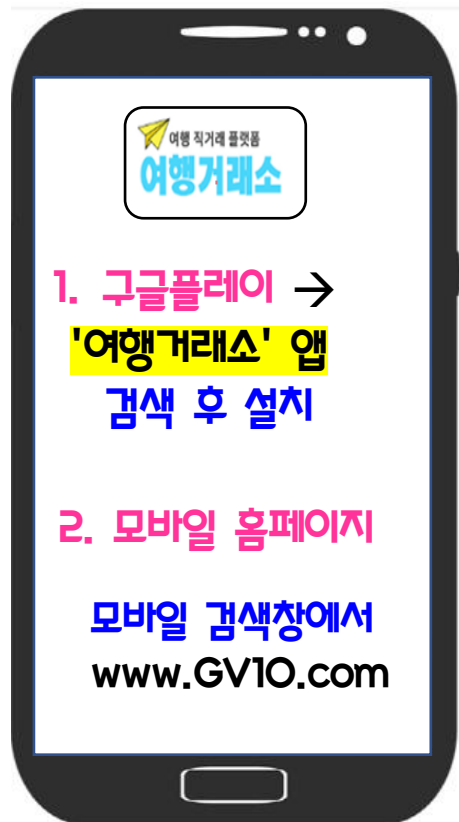 여행 직거래 플랫폼
여행거래소
1. 구글플레이 →
'여행거래소' 앱
검색 후 설치
2. 모바일 홈페이지
모바일 검색창에서
www.GV10.com